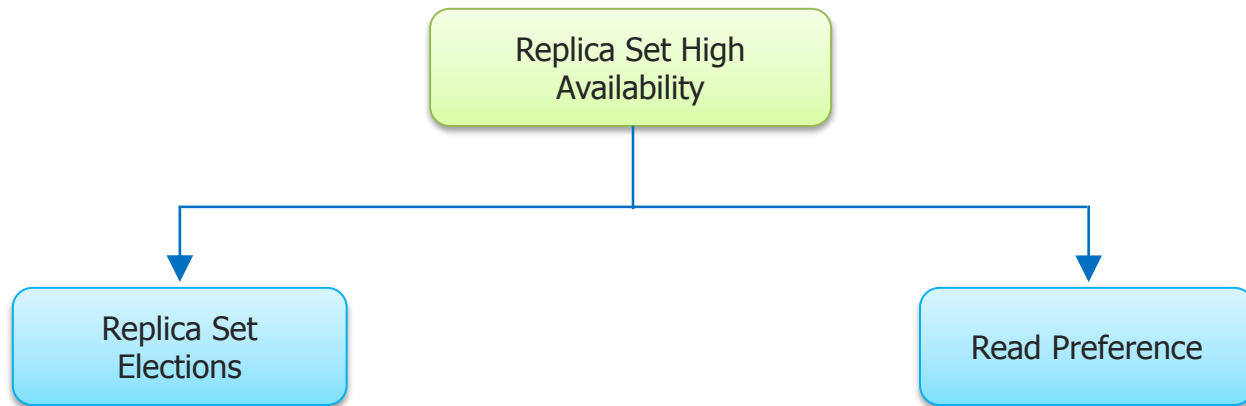 Replica Set High
Availability
Replica Set
Elections
Read Preference